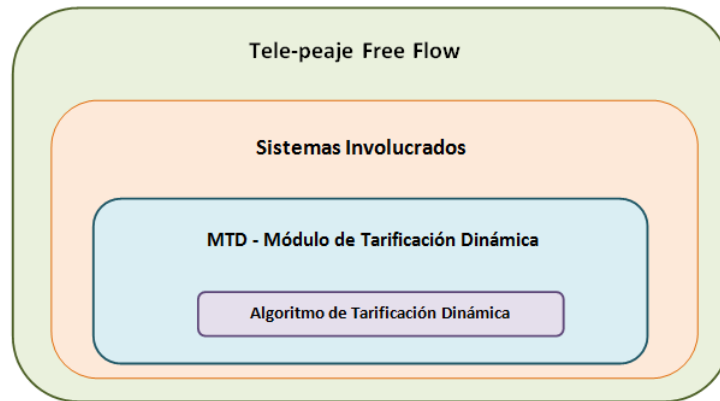 Tele-peaje Free Flow
Sistemas Involucrados
MTD - Módulo de Tarificación Dinámica
Algoritmo de Tarificación Dinámica